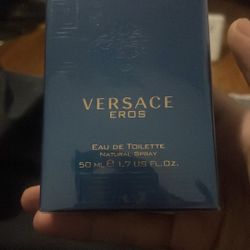 VERSACE
EROS
EAU DE TOILETTE
NATURAL SPRAY
50 ML ℮ 1.7 US FL.OZ.